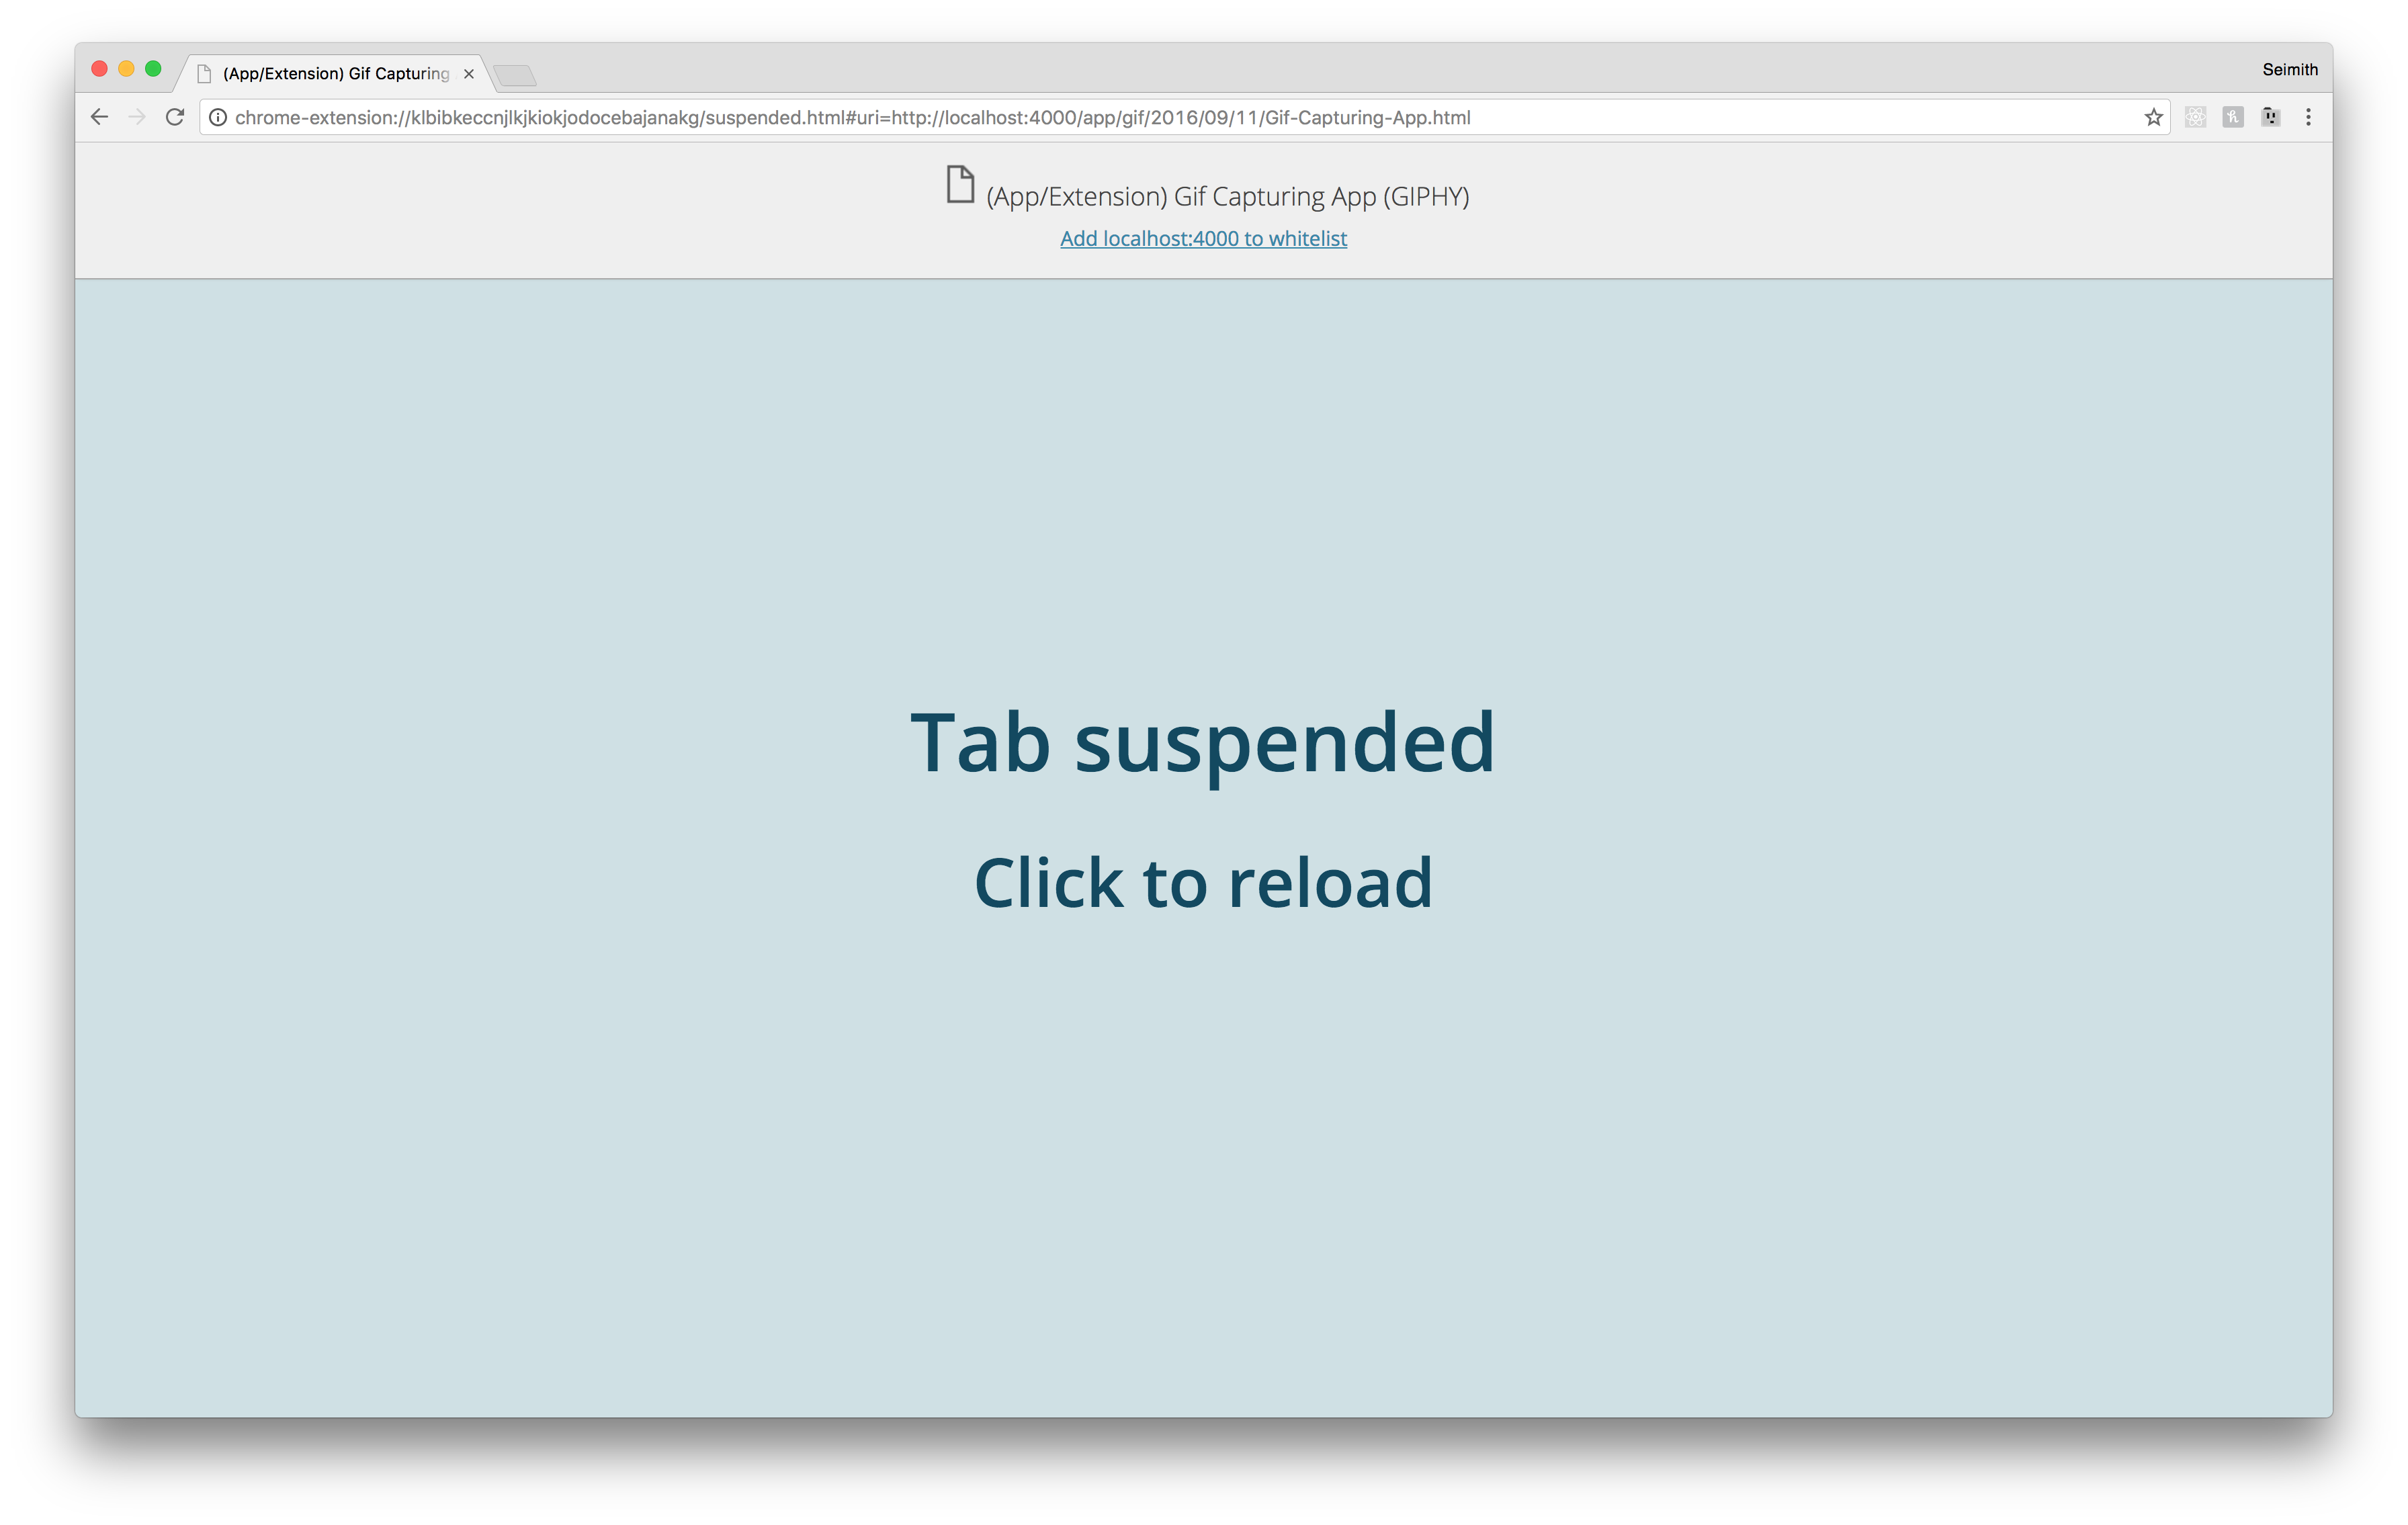 (App/Extension) Gif Capturing
Seimith
chrome-extension://klbibkeccnjlkjkiokjodocebajanakg/suspended.html#uri=http://localhost:4000/app/gif/2016/09/11/Gif-Capturing-App.html
(App/Extension) Gif Capturing App (GIPHY)
Add localhost:4000 to whitelist
Tab suspended
Click to reload